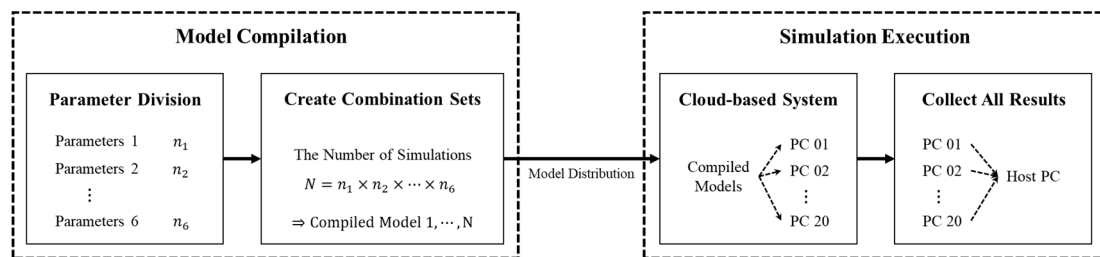 Model Compilation
Parameter Division
Parameters 1 n₁
Parameters 2 n₂
⋮
Parameters 6 n₆
Create Combination Sets
The Number of Simulations
N = n₁ × n₂ × ⋯ × n₆
⇒ Compiled Model 1, ⋯, N
Model Distribution
Simulation Execution
Cloud-based System
Compiled
Models
PC 01
PC 02
⋮
PC 20
Collect All Results
PC 01
PC 02
⋮
PC 20
Host PC